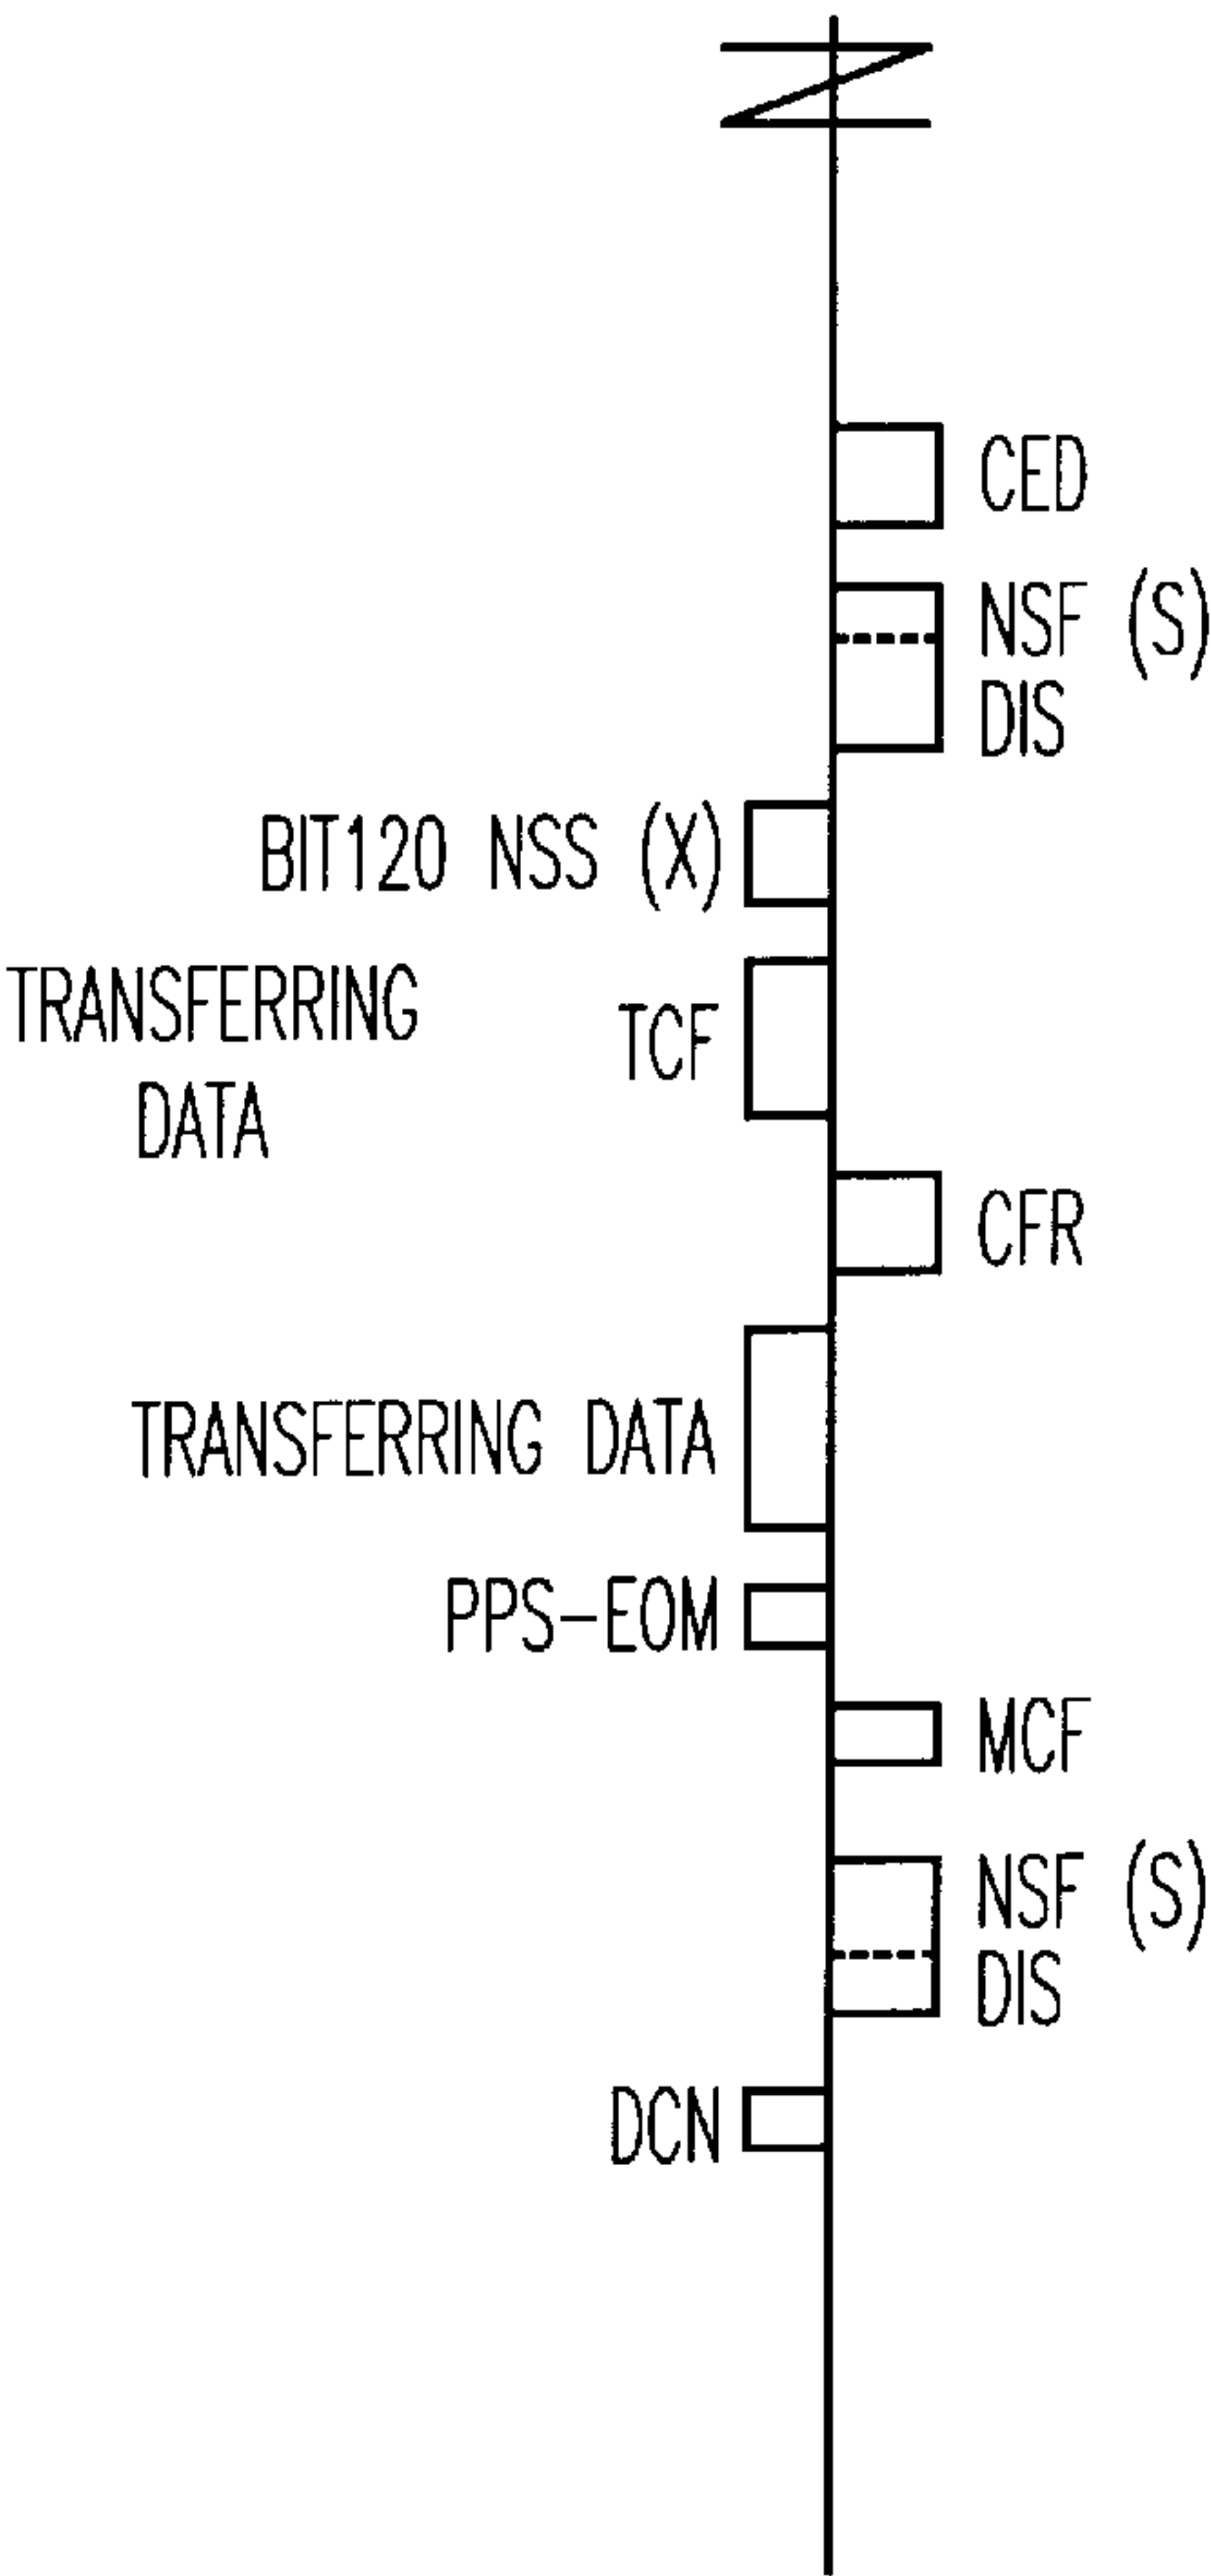 CED
NSF (S)
DIS
BIT120 NSS (X)
TRANSFERRING
DATA
TCF
CFR
TRANSFERRING DATA
PPS-EOM
MCF
NSF (S)
DIS
DCN